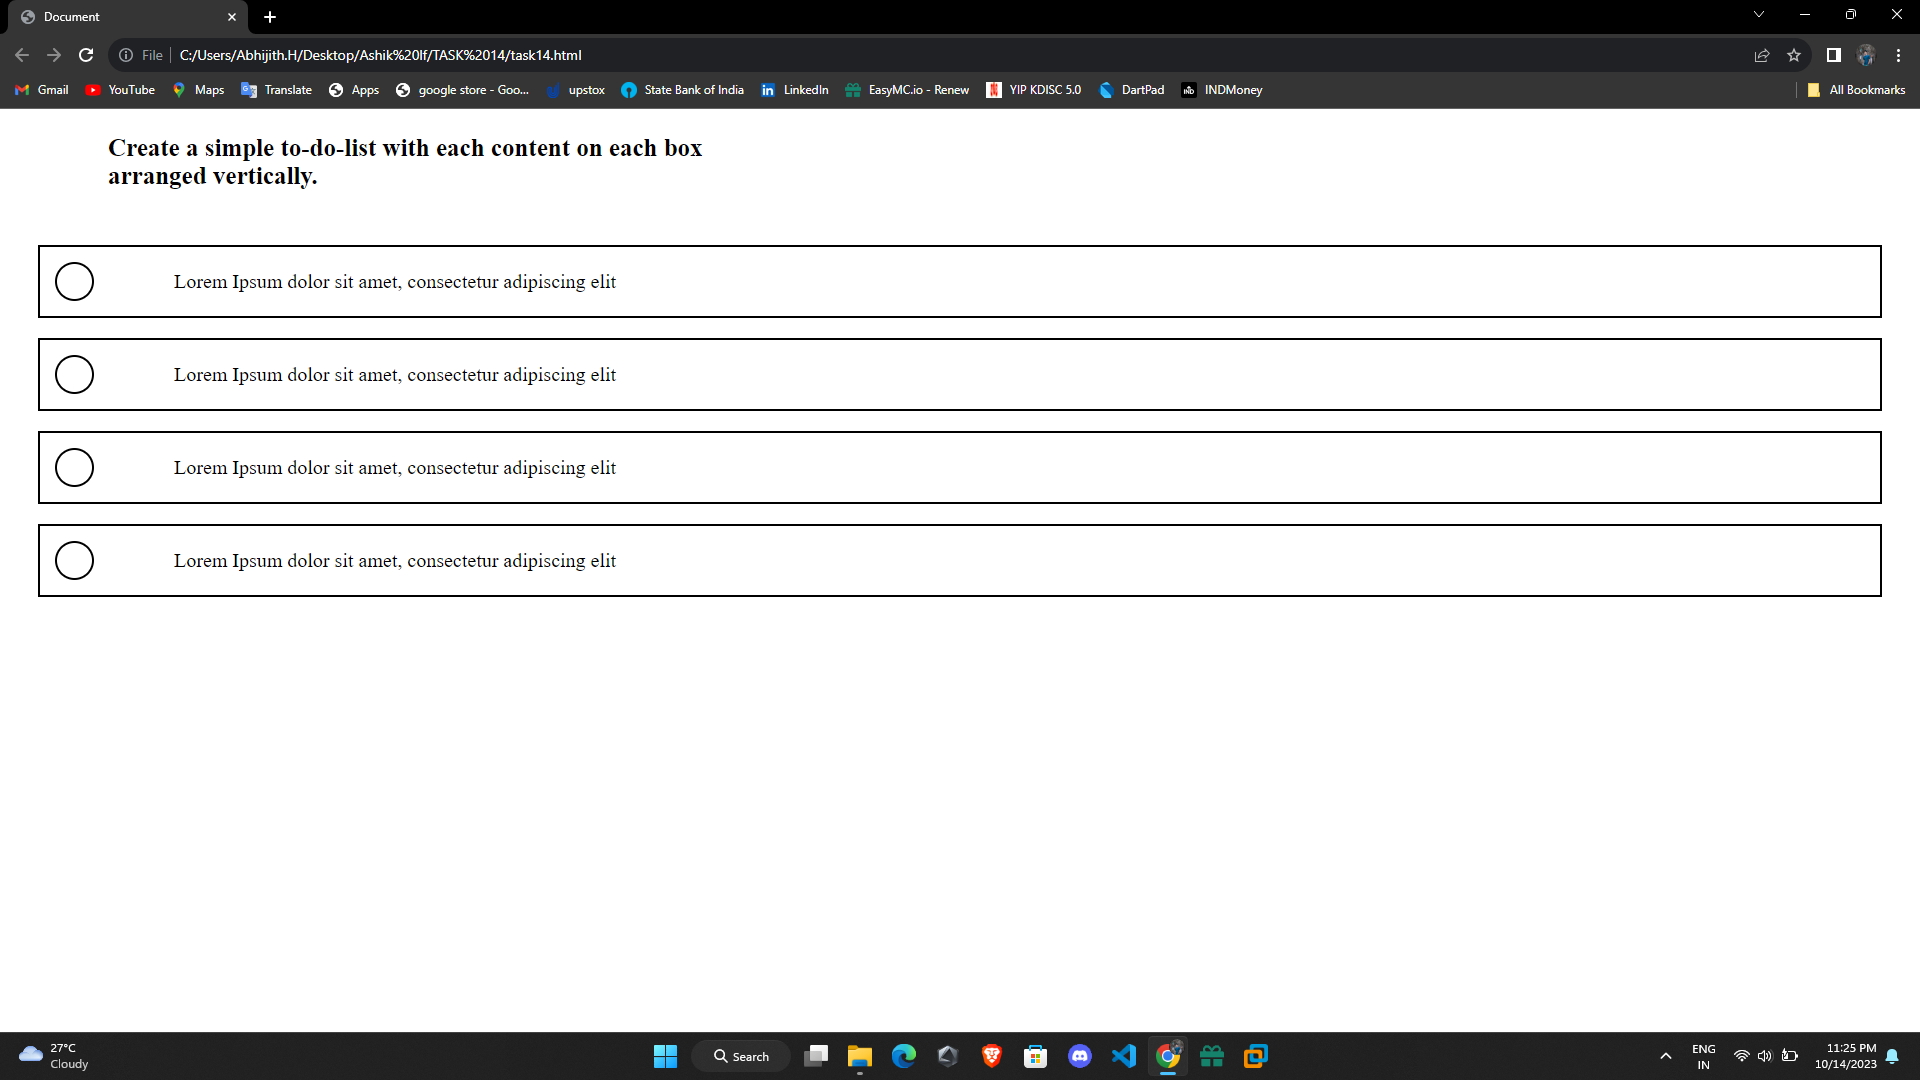 Document
File
C:/Users/Abhijith.H/Desktop/Ashik%20lf/TASK%2014/task14.html
Gmail
YouTube
Maps
Translate
Apps
google store - Goo...
upstox
State Bank of India
LinkedIn
EasyMC.io - Renew
YIP KDISC 5.0
DartPad
INDMoney
All Bookmarks
Create a simple to-do-list with each content on each box
arranged vertically.
Lorem Ipsum dolor sit amet, consectetur adipiscing elit
Lorem Ipsum dolor sit amet, consectetur adipiscing elit
Lorem Ipsum dolor sit amet, consectetur adipiscing elit
Lorem Ipsum dolor sit amet, consectetur adipiscing elit
27°C
Cloudy
Search
ENG
IN
11:25 PM
10/14/2023